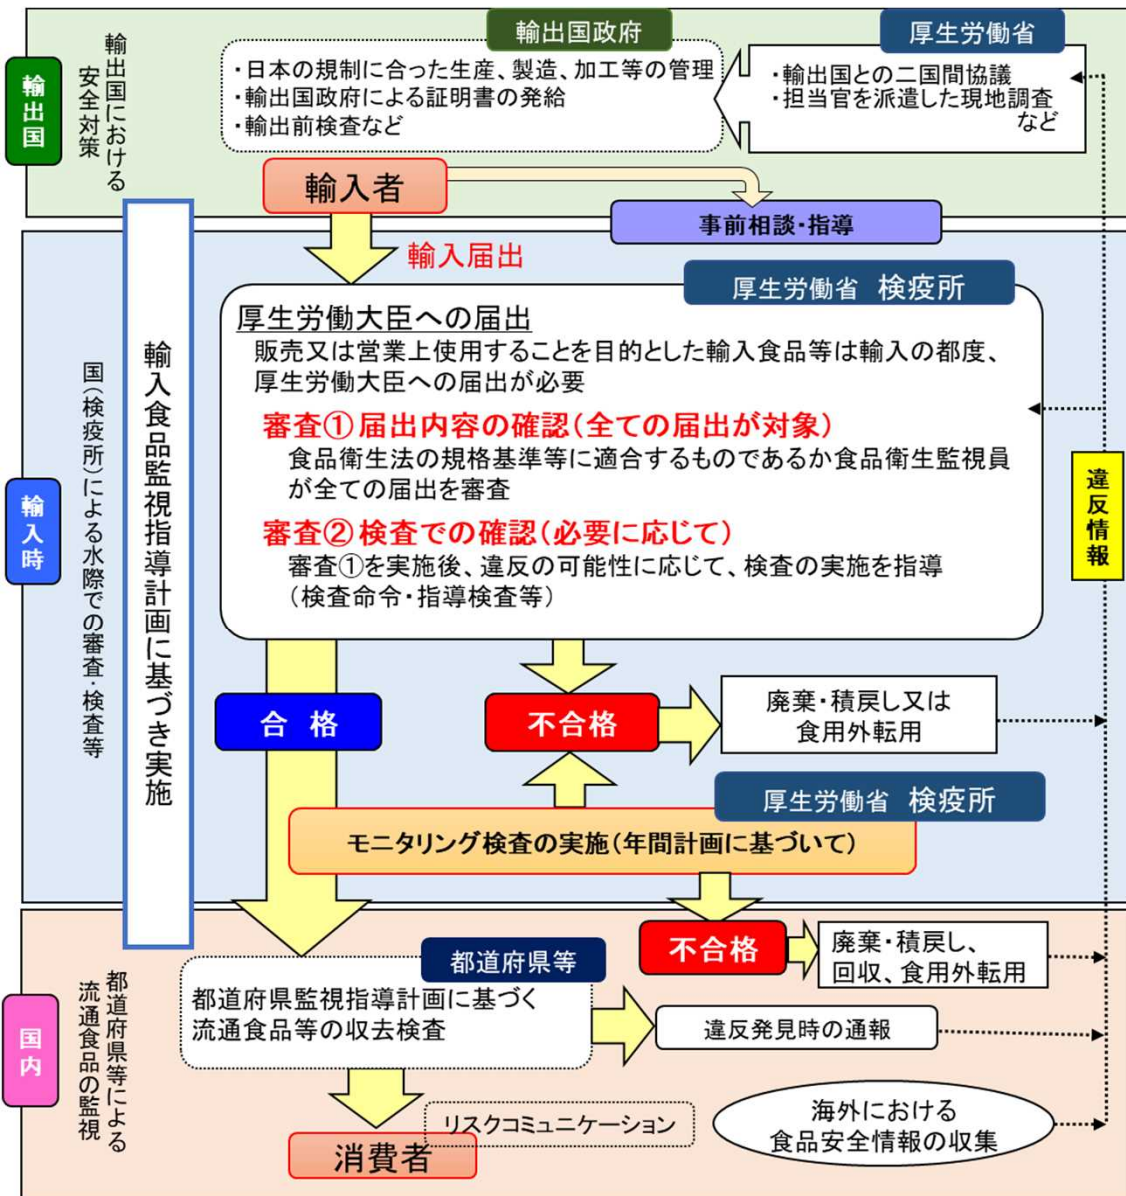 輸出国
輸出国における
安全対策
輸出国政府
・日本の規制に合った生産、製造、加工等の管理
・輸出国政府による証明書の発給
・輸出前検査など
厚生労働省
・輸出国との二国間協議
・担当官を派遣した現地調査
など
輸入者
事前相談・指導
輸入届出
輸入時
国(検疫所)による水際での審査・検査等
輸入食品監視指導計画に基づき実施
厚生労働省 検疫所
厚生労働大臣への届出
販売又は営業上使用することを目的とした輸入食品等は輸入の都度、
厚生労働大臣への届出が必要
審査①届出内容の確認(全ての届出が対象)
食品衛生法の規格基準等に適合するものであるか食品衛生監視員
が全ての届出を審査
審査②検査での確認(必要に応じて)
審査①を実施後、違反の可能性に応じて、検査の実施を指導
(検査命令・指導検査等)
違反情報
合格
不合格
廃棄・積戻し又は
食用外転用
厚生労働省 検疫所
モニタリング検査の実施(年間計画に基づいて)
不合格
廃棄・積戻し、
回収、食用外転用
国内
都道府県等による
流通食品の監視
都道府県等
都道府県監視指導計画に基づく
流通食品等の収去検査
違反発見時の通報
リスクコミュニケーション
消費者
海外における
食品安全情報の収集